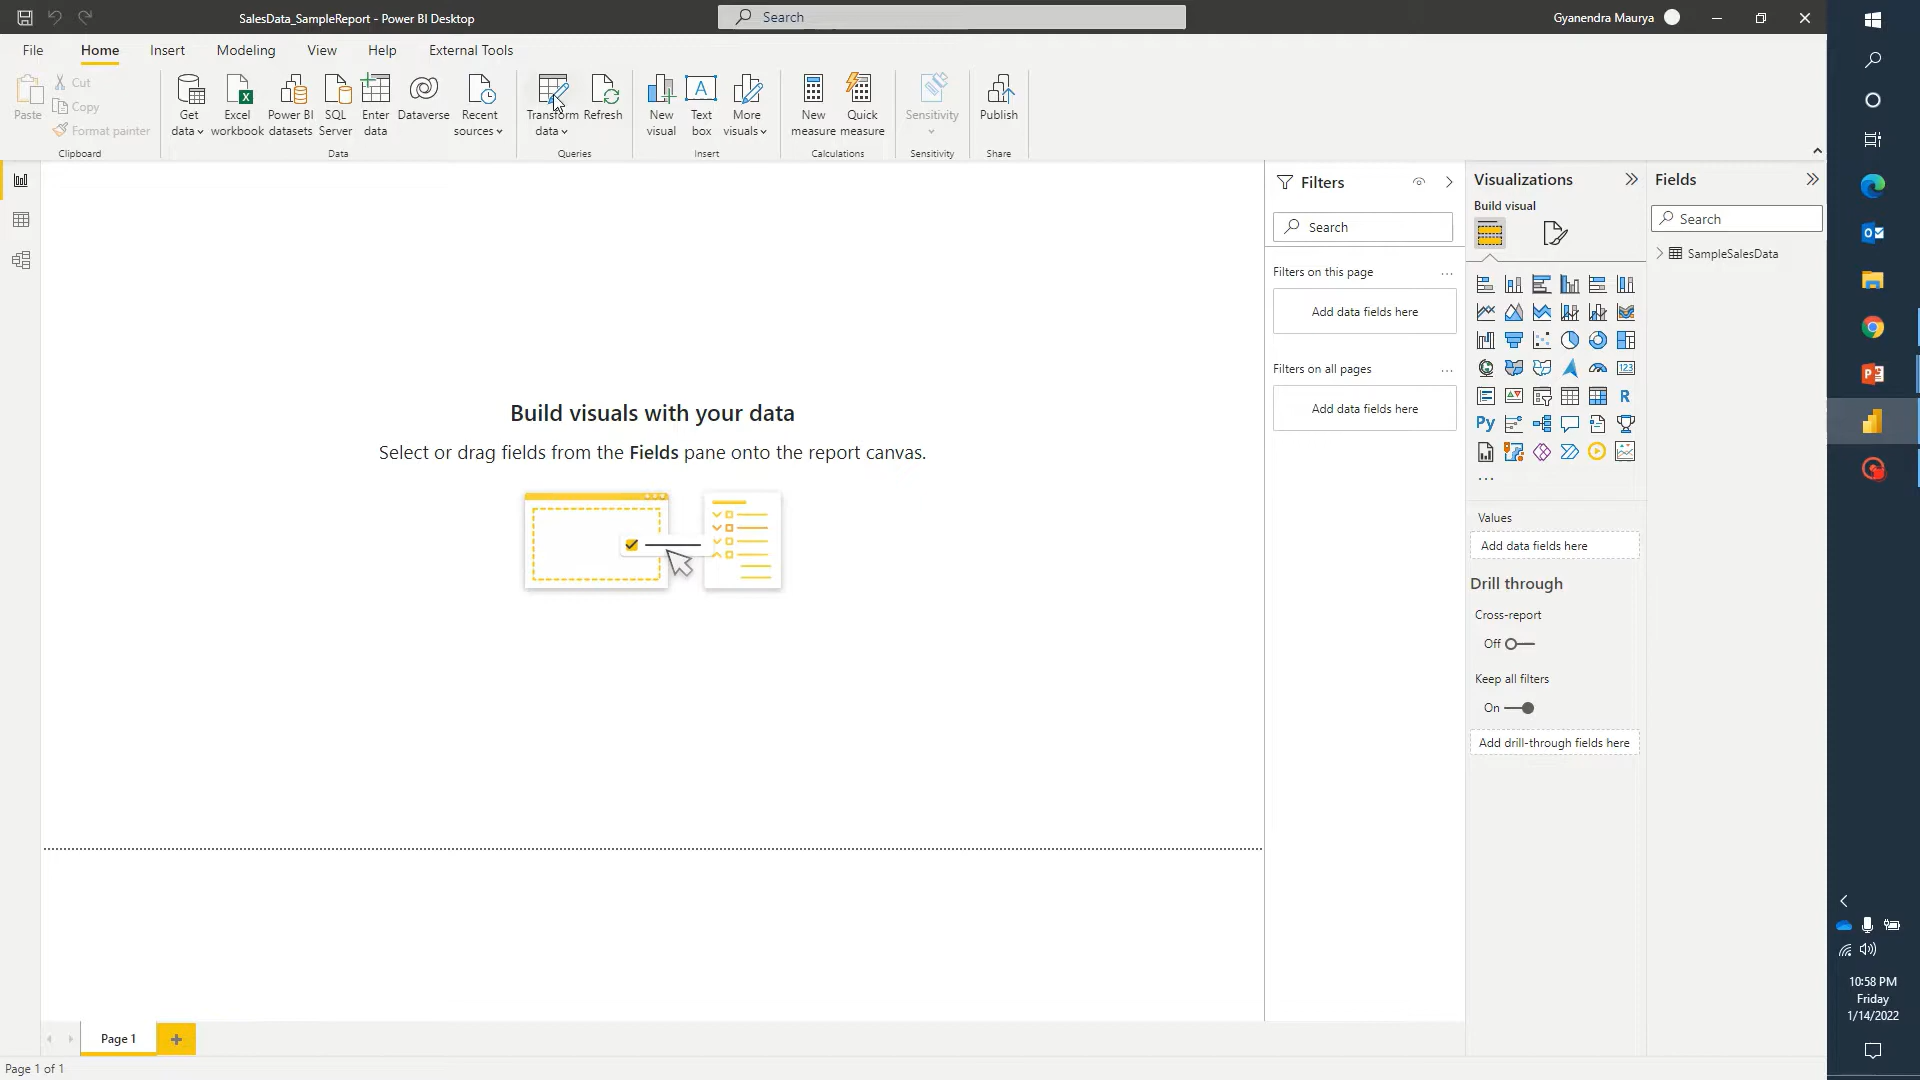 SalesData_SampleReport - Power BI Desktop
Search
Gyanendra Maurya
File
Home
Insert
Modeling
View
Help
External Tools
Paste
Cut
Copy
Format painter
Clipboard
Get data
Excel workbook
Power BI datasets
SQL Server
Enter data
Dataverse
Recent sources
Data
Transform data
Refresh
Queries
New visual
Text box
More visuals
Insert
New measure
Quick measure
Calculations
Sensitivity
Sensitivity
Publish
Share
Build visuals with your data
Select or drag fields from the Fields pane onto the report canvas.
Filters
Search
Filters on this page
...
Add data fields here
Filters on all pages
...
Add data fields here
Visualizations
Build visual
123
R
Py
...
Values
Add data fields here
Drill through
Cross-report
Off
Keep all filters
On
Add drill-through fields here
Fields
Search
SampleSalesData
Page 1
Page 1 of 1
10:58 PM
Friday
1/14/2022